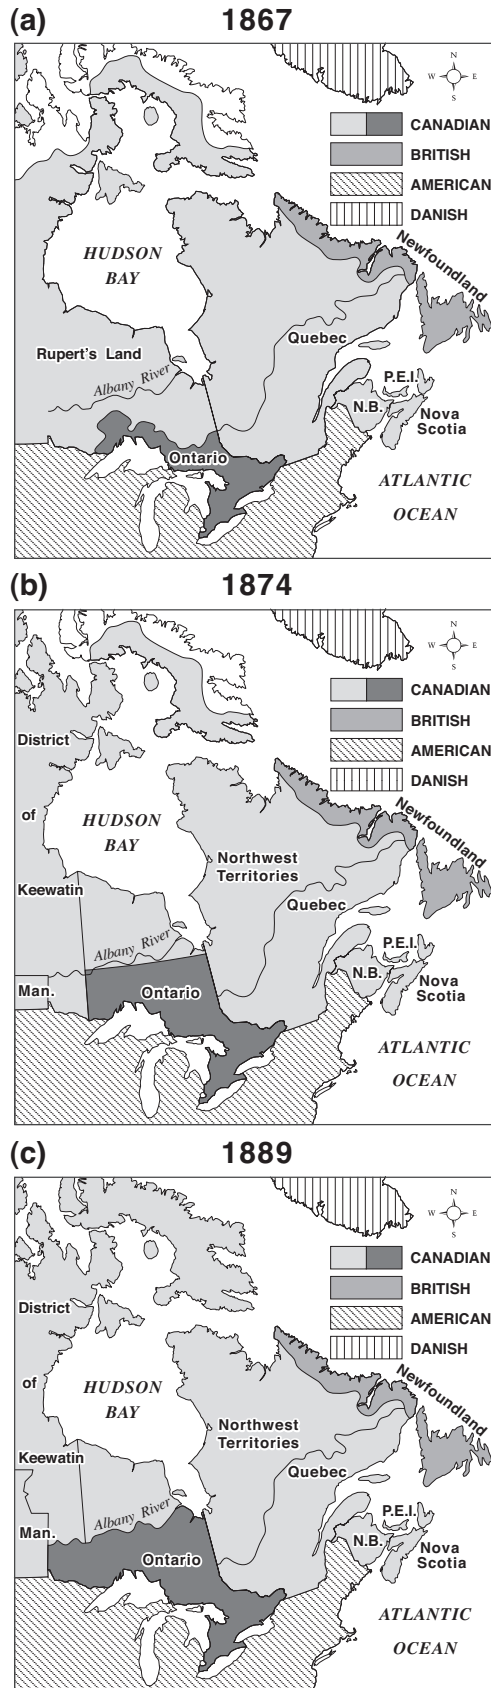 (a) 1867
N
W E
S
CANADIAN
BRITISH
AMERICAN
DANISH
HUDSON
BAY
Newfoundland
Rupert's Land
Quebec
Albany River
P.E.I.
N.B.
Nova
Scotia
Ontario
ATLANTIC
OCEAN
(b) 1874
N
W E
S
CANADIAN
BRITISH
AMERICAN
DANISH
District
of
Keewatin
HUDSON
BAY
Newfoundland
Northwest
Territories
Quebec
Albany River
P.E.I.
N.B.
Nova
Scotia
Man.
Ontario
ATLANTIC
OCEAN
(c) 1889
N
W E
S
CANADIAN
BRITISH
AMERICAN
DANISH
District
of
Keewatin
HUDSON
BAY
Newfoundland
Northwest
Territories
Quebec
Albany River
P.E.I.
N.B.
Nova
Scotia
Man.
Ontario
ATLANTIC
OCEAN